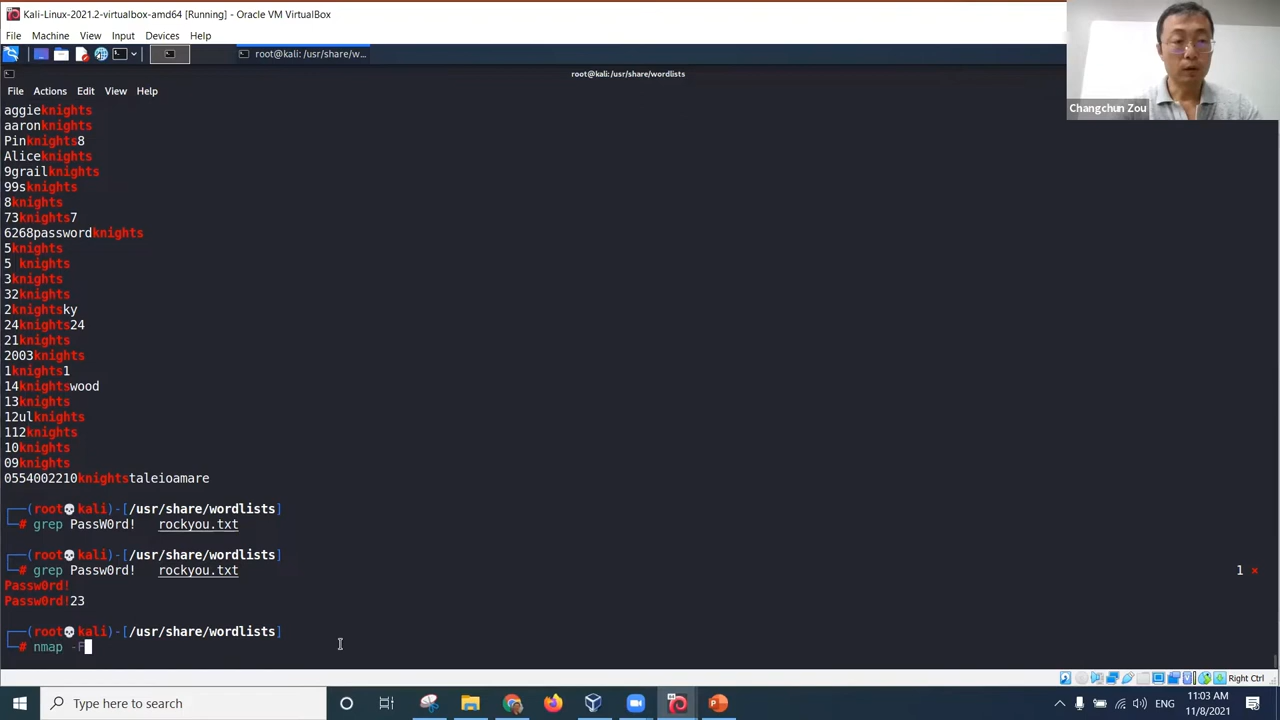 Kali-Linux-2021.2-virtualbox-amd64 [Running] - Oracle VM VirtualBox
File Machine View Input Devices Help
root@kali: /usr/share/w...
root@kali:/usr/share/wordlists
File Actions Edit View Help
Changchun Zou
aggieknights
aaronknights
Pinknights8
Aliceknights
9grailknights
99sknights
8knights
73knights7
6268passwordknights
5knights
5 knights
3knights
32knights
2knightsky
24knights24
21knights
2003knights
1knights1
14knightswood
13knights
12ulknights
112knights
10knights
09knights
0554002210knightstaleioamare
┌──(root💀kali)-[/usr/share/wordlists]
└─# grep PassW0rd! rockyou.txt
┌──(root💀kali)-[/usr/share/wordlists]
└─# grep Passw0rd! rockyou.txt 1 ⨯
Passw0rd!
Passw0rd!23
┌──(root💀kali)-[/usr/share/wordlists]
└─# nmap -F
Right Ctrl
Type here to search
ENG
11:03 AM
11/8/2021